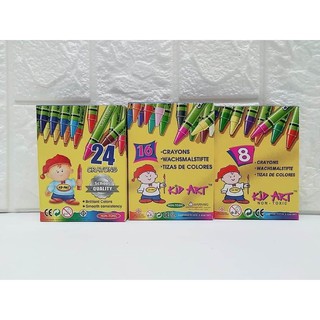 24
CRAYONS
SUPERIOR
QUALITY
• Brilliant Colors
• Smooth consistency
16
-CRAYONS
-WACHSMALSTIFTE
-TIZAS DE COLORES
KID ART
8
-CRAYONS
-WACHSMALSTIFTE
-TIZAS DE COLORES
KID ART
NON-TOXIC